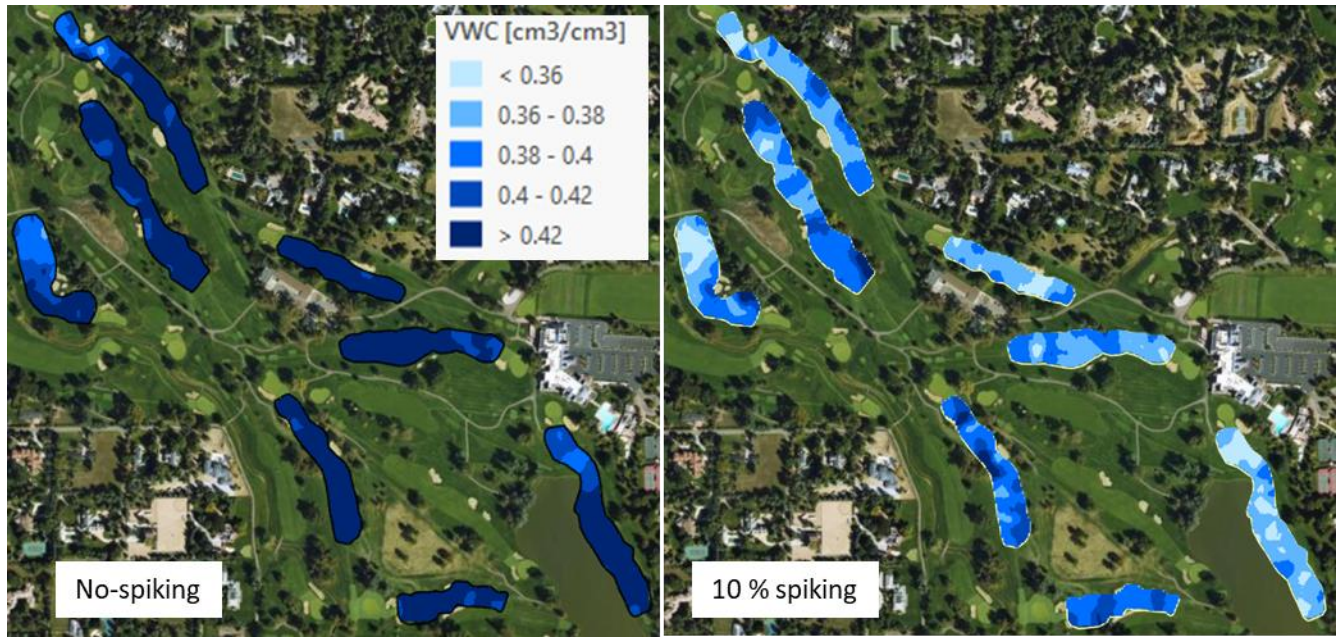 VWC [cm3/cm3]
< 0.36
0.36 - 0.38
0.38 - 0.4
0.4 - 0.42
> 0.42
No-spiking
10 % spiking